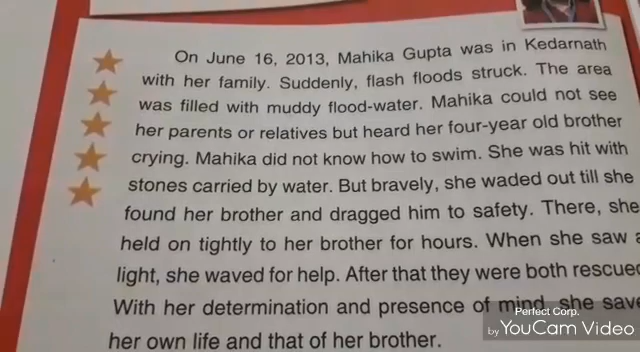 On June 16, 2013, Mahika Gupta was in Kedarnath
with her family. Suddenly, flash floods struck. The area
was filled with muddy flood-water. Mahika could not see
her parents or relatives but heard her four-year old brother
crying. Mahika did not know how to swim. She was hit with
stones carried by water. But bravely, she waded out till she
found her brother and dragged him to safety. There, she
held on tightly to her brother for hours. When she saw a
light, she waved for help. After that they were both rescued
With her determination and presence of mind, she save
her own life and that of her brother.
Perfect Corp.
by YouCam Video